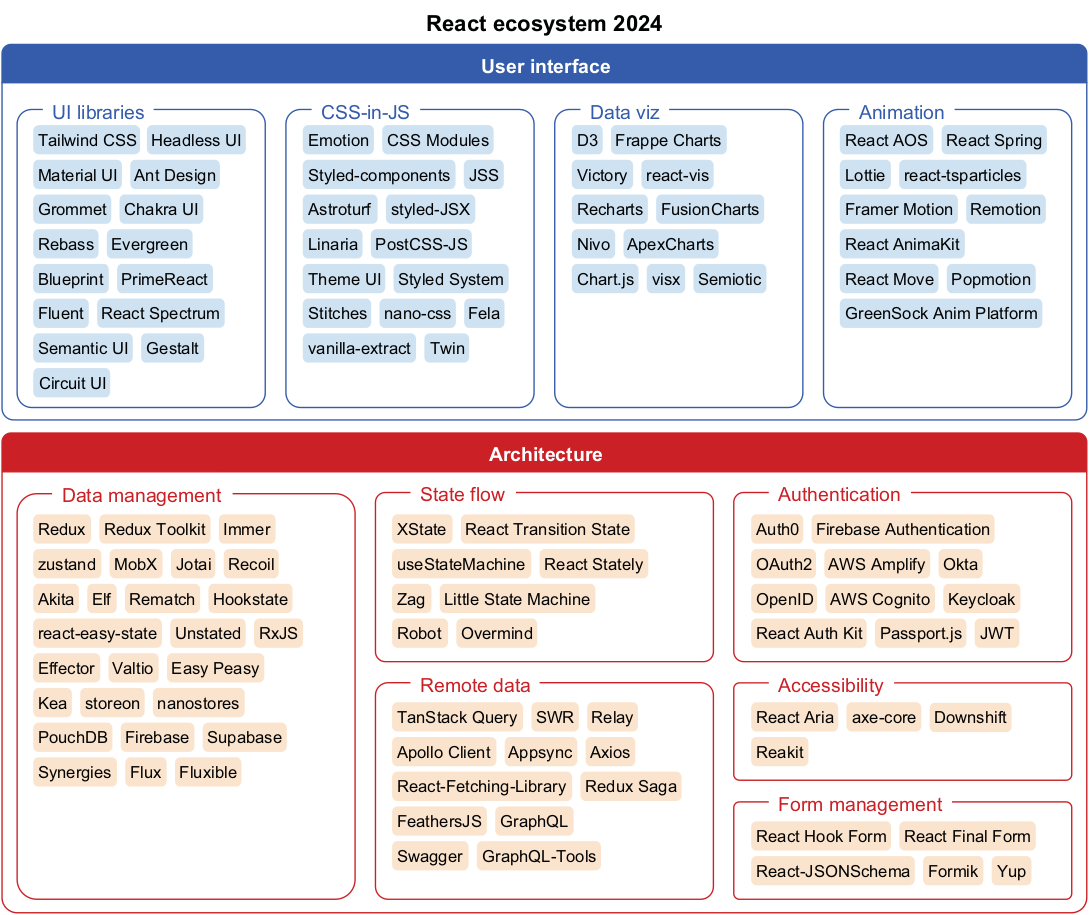 React ecosystem 2024
User interface
UI libraries
Tailwind CSS Headless UI
Material UI Ant Design
Grommet Chakra UI
Rebass Evergreen
Blueprint PrimeReact
Fluent React Spectrum
Semantic UI Gestalt
Circuit UI
CSS-in-JS
Emotion CSS Modules
Styled-components JSS
Astroturf styled-JSX
Linaria PostCSS-JS
Theme UI Styled System
Stitches nano-css Fela
vanilla-extract Twin
Data viz
D3 Frappe Charts
Victory react-vis
Recharts FusionCharts
Nivo ApexCharts
Chart.js visx Semiotic
Animation
React AOS React Spring
Lottie react-tsparticles
Framer Motion Remotion
React AnimaKit
React Move Popmotion
GreenSock Anim Platform
Architecture
Data management
Redux Redux Toolkit Immer
zustand MobX Jotai Recoil
Akita Elf Rematch Hookstate
react-easy-state Unstated RxJS
Effector Valtio Easy Peasy
Kea storeon nanostores
PouchDB Firebase Supabase
Synergies Flux Fluxible
State flow
XState React Transition State
useStateMachine React Stately
Zag Little State Machine
Robot Overmind
Remote data
TanStack Query SWR Relay
Apollo Client Appsync Axios
React-Fetching-Library Redux Saga
FeathersJS GraphQL
Swagger GraphQL-Tools
Authentication
Auth0 Firebase Authentication
OAuth2 AWS Amplify Okta
OpenID AWS Cognito Keycloak
React Auth Kit Passport.js JWT
Accessibility
React Aria axe-core Downshift
Reakit
Form management
React Hook Form React Final Form
React-JSONSchema Formik Yup